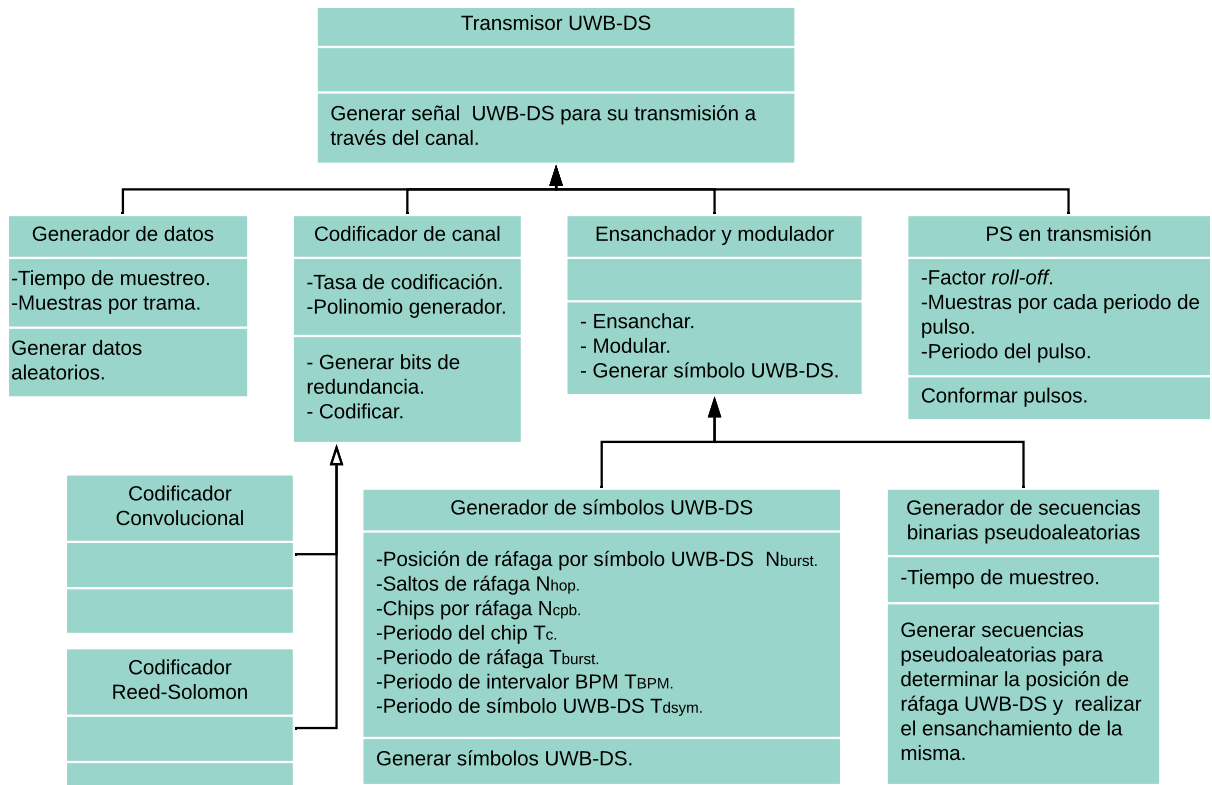 Transmisor UWB-DS
Generar señal  UWB-DS para su transmisión a
través del canal.
Generador de datos
-Tiempo de muestreo.
-Muestras por trama.
Generar datos
aleatorios.
Codificador de canal
-Tasa de codificación.
-Polinomio generador.
- Generar bits de
redundancia.
- Codificar.
Ensanchador y modulador
- Ensanchar.
- Modular.
- Generar símbolo UWB-DS.
PS en transmisión
-Factor roll-off.
-Muestras por cada periodo de
pulso.
-Periodo del pulso.
Conformar pulsos.
Codificador
Convolucional
Codificador
Reed-Solomon
Generador de símbolos UWB-DS
-Posición de ráfaga por símbolo UWB-DS  Nburst.
-Saltos de ráfaga Nhop.
-Chips por ráfaga Ncpb.
-Periodo del chip Tc.
-Periodo de ráfaga Tburst.
-Periodo de intervalor BPM TBPM.
-Periodo de símbolo UWB-DS Tdsym.
Generar símbolos UWB-DS.
Generador de secuencias
binarias pseudoaleatorias
-Tiempo de muestreo.
Generar secuencias
pseudoaleatorias para
determinar la posición de
ráfaga UWB-DS y  realizar
el ensanchamiento de la
misma.